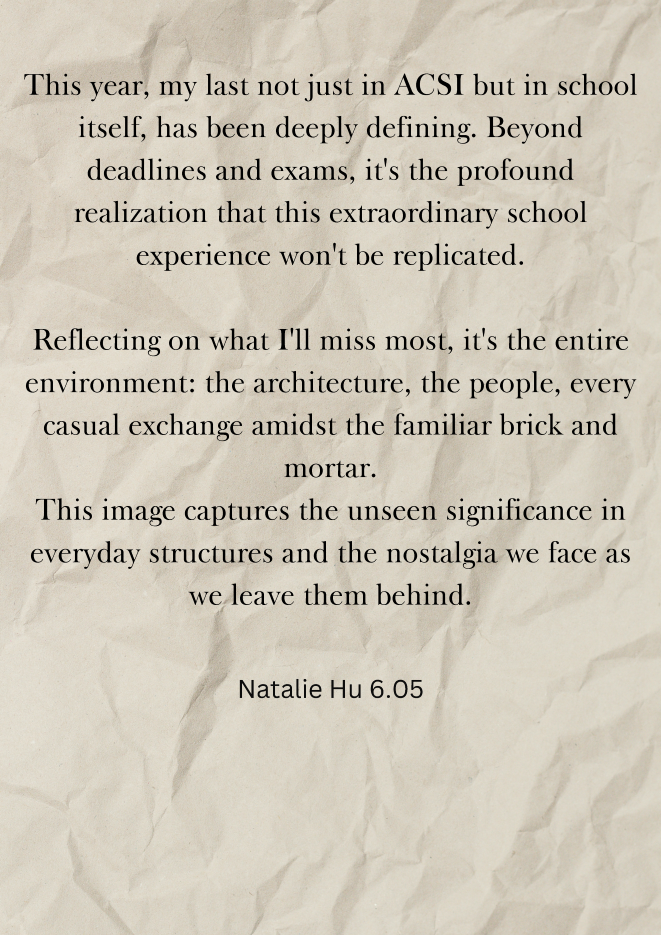 This year, my last not just in ACSI but in school
itself, has been deeply defining. Beyond
deadlines and exams, it's the profound
realization that this extraordinary school
experience won't be replicated.
Reflecting on what I'll miss most, it's the entire
environment: the architecture, the people, every
casual exchange amidst the familiar brick and
mortar.
This image captures the unseen significance in
everyday structures and the nostalgia we face as
we leave them behind.
Natalie Hu 6.05